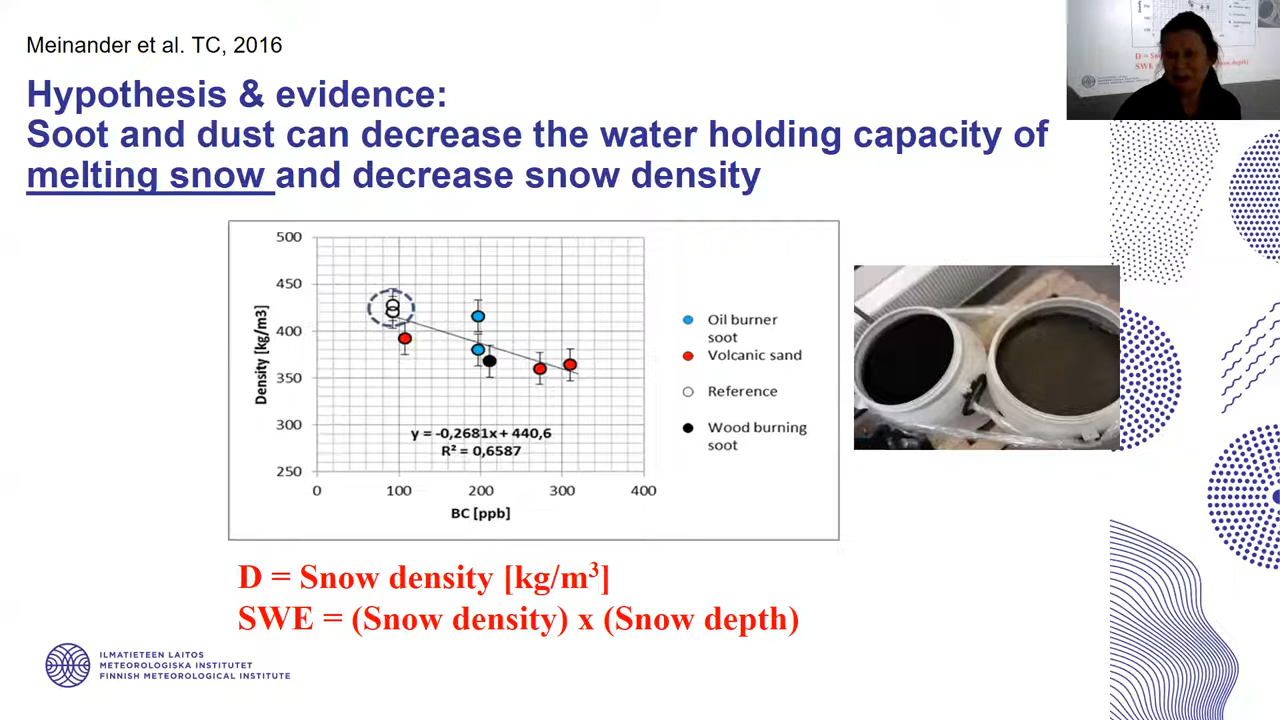 Meinander et al. TC, 2016
Hypothesis & evidence:
Soot and dust can decrease the water holding capacity of
melting snow and decrease snow density
500
450
400
350
300
250
Density [kg/m3]
y = -0,2681x + 440,6
R² = 0,6587
0 100 200 300 400
BC [ppb]
Oil burner
soot
Volcanic sand
Reference
Wood burning
soot
D = Snow density [kg/m³]
SWE = (Snow density) x (Snow depth)
ILMATIETEEN LAITOS
METEOROLOGISKA INSTITUTET
FINNISH METEOROLOGICAL INSTITUTE